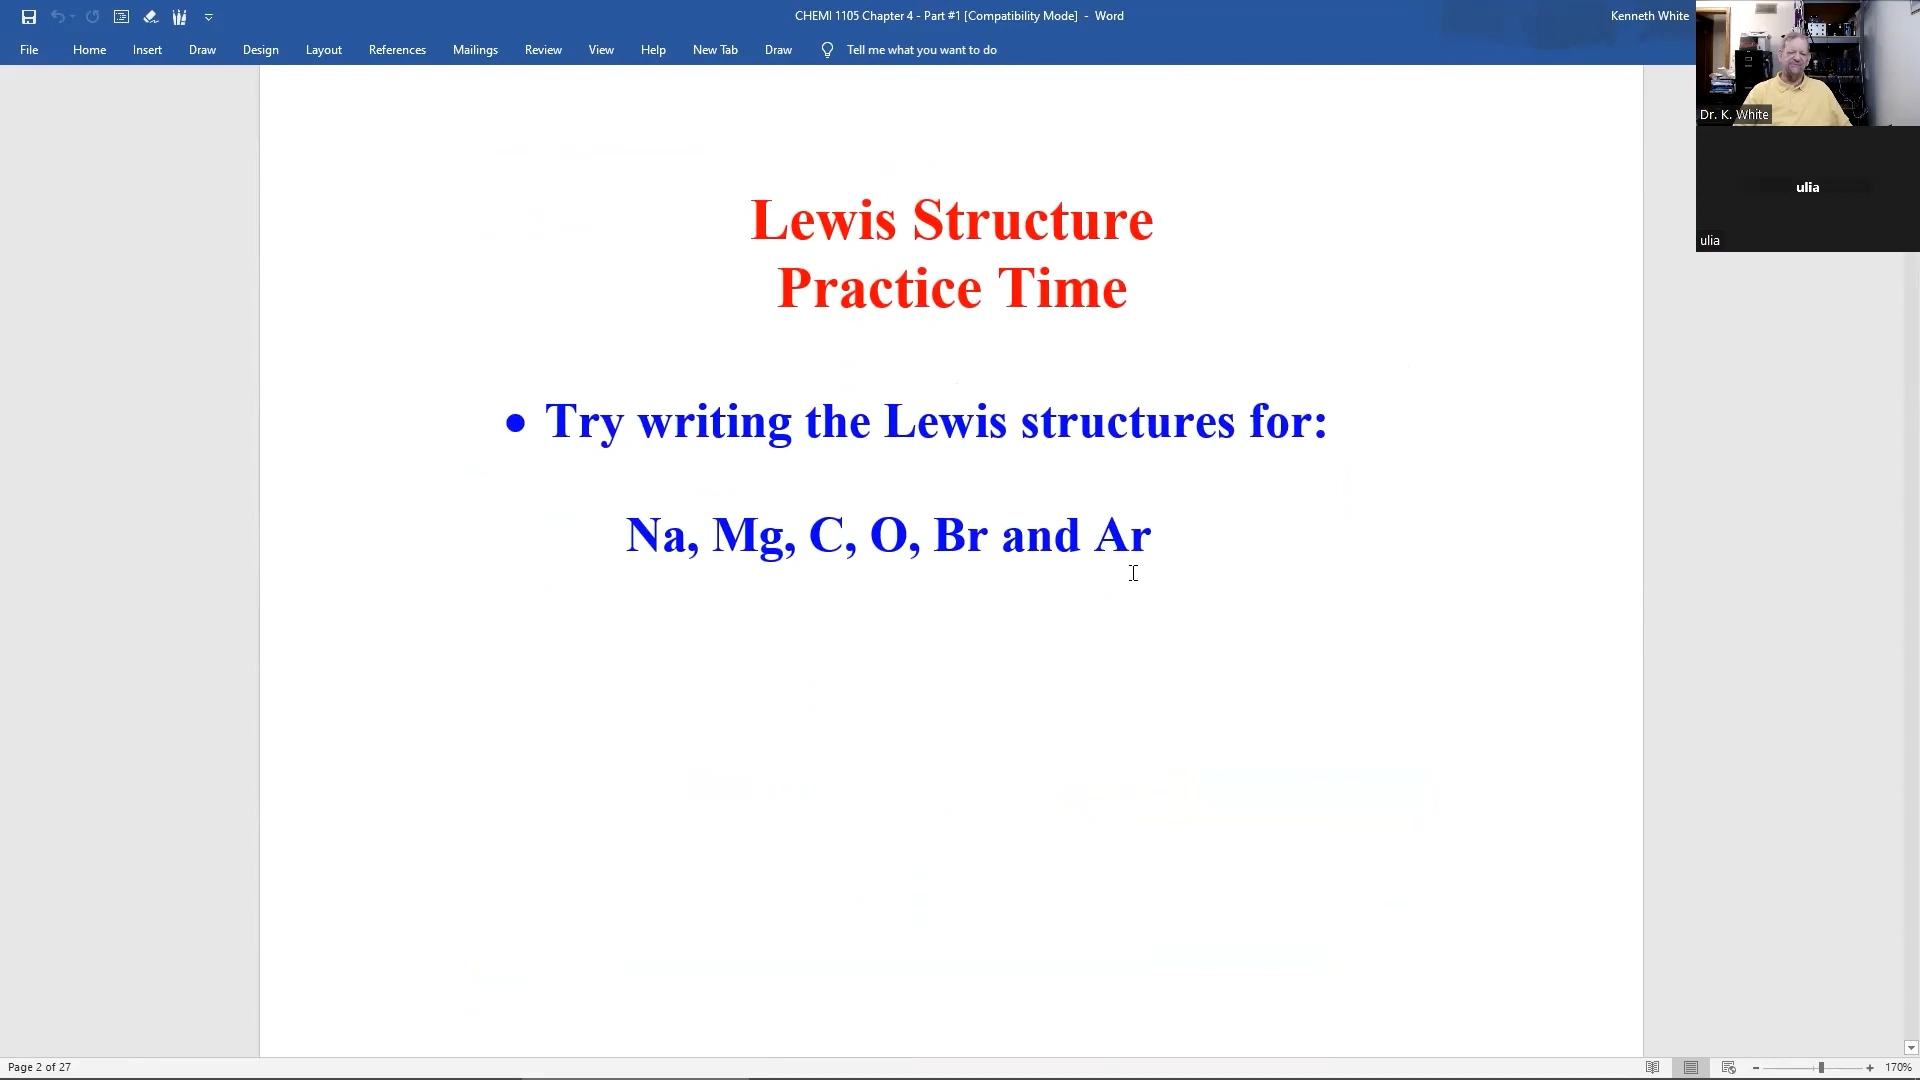 CHEMI 1105 Chapter 4 - Part #1 [Compatibility Mode] - Word
Kenneth White
File Home Insert Draw Design Layout References Mailings Review View Help New Tab Draw Tell me what you want to do
Dr. K. White
ulia
ulia
Lewis Structure
Practice Time
• Try writing the Lewis structures for:
Na, Mg, C, O, Br and Ar
Page 2 of 27
170%